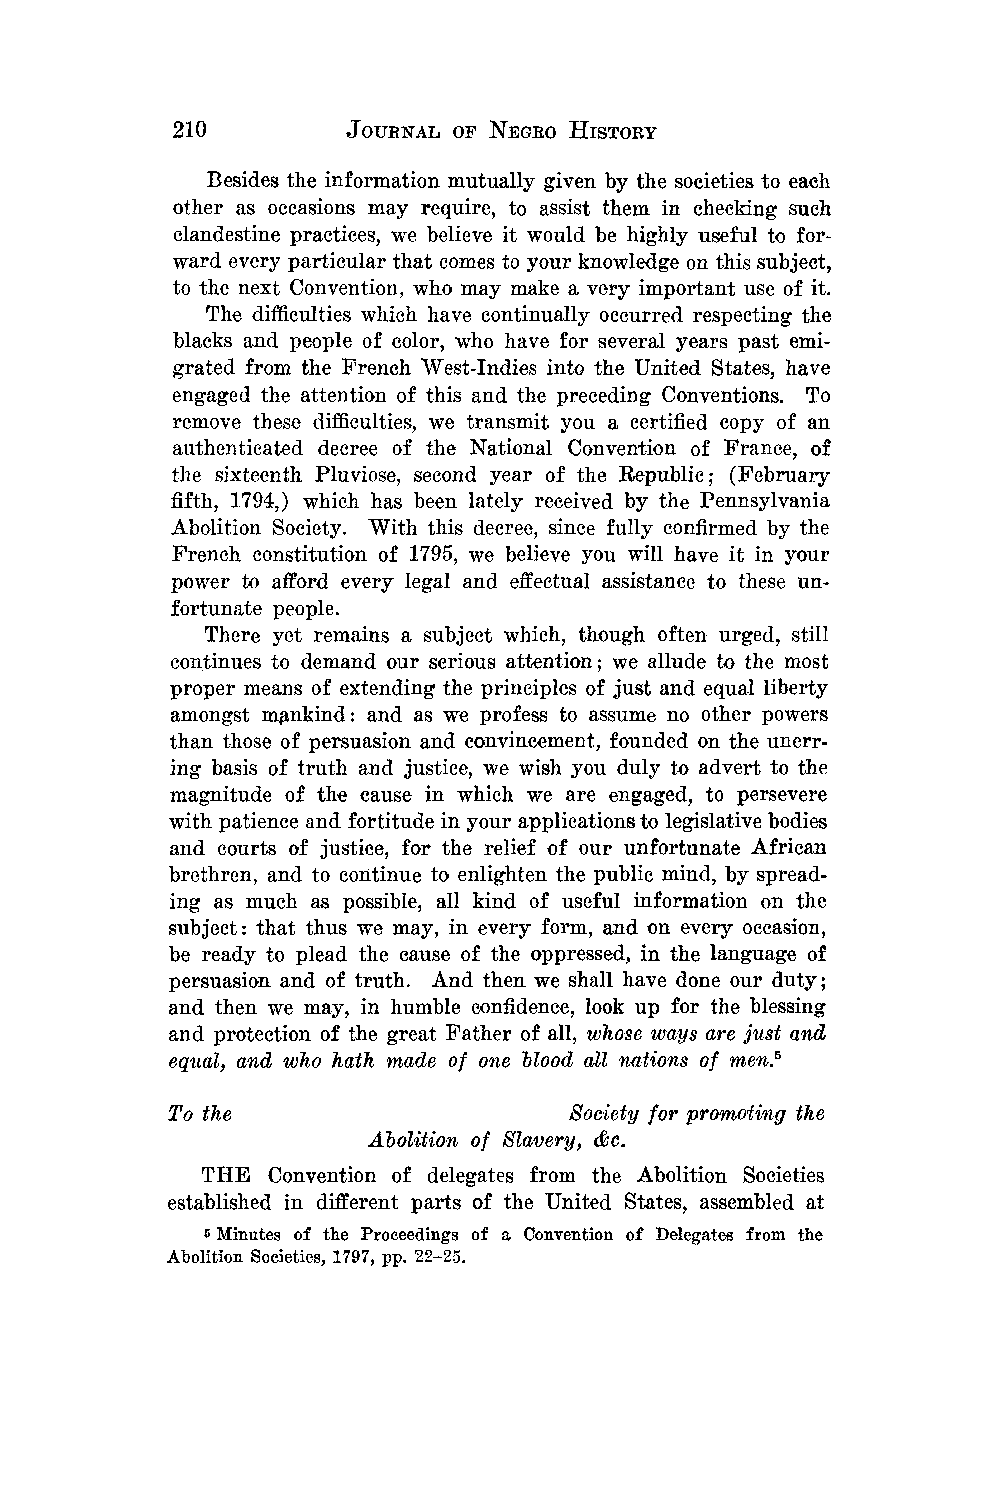 210 JOURNAL OF NEGRO HISTORY
Besides the information mutually given by the societies to each
other as occasions may require, to assist them in checking such
clandestine practices, we believe it would be highly useful to for-
ward every particular that comes to your knowledge on this subject,
to the next Convention, who may make a very important use of it.
The difficulties which have continually occurred respecting the
blacks and people of color, who have for several years past emi-
grated from the French West-Indies into the United States, have
engaged the attention of this and the preceding Conventions. To
remove these difficulties, we transmit you a certified copy of an
authenticated decree of the National Convention of France, of
the sixteenth Pluviose, second year of the Republic; (February
fifth, 1794,) which has been lately received by the Pennsylvania
Abolition Society. With this decree, since fully confirmed by the
French constitution of 1795, we believe you will have it in your
power to afford every legal and effectual assistance to these un-
fortunate people.
There yet remains a subject which, though often urged, still
continues to demand our serious attention; we allude to the most
proper means of extending the principles of just and equal liberty
amongst mankind: and as we profess to assume no other powers
than those of persuasion and convincement, founded on the unerr-
ing basis of truth and justice, we wish you duly to advert to the
magnitude of the cause in which we are engaged, to persevere
with patience and fortitude in your applications to legislative bodies
and courts of justice, for the relief of our unfortunate African
brethren, and to continue to enlighten the public mind, by spread-
ing as much as possible, all kind of useful information on the
subject: that thus we may, in every form, and on every occasion,
be ready to plead the cause of the oppressed, in the language of
persuasion and of truth. And then we shall have done our duty;
and then we may, in humble confidence, look up for the blessing
and protection of the great Father of all, whose ways are just and
equal, and who hath made of one blood all nations of men.5
To the Society for promoting the
Abolition of Slavery, &c.
THE Convention of delegates from the Abolition Societies
established in different parts of the United States, assembled at
5 Minutes of the Proceedings of a Convention of Delegates from the
Abolition Societies, 1797, pp. 22–25.